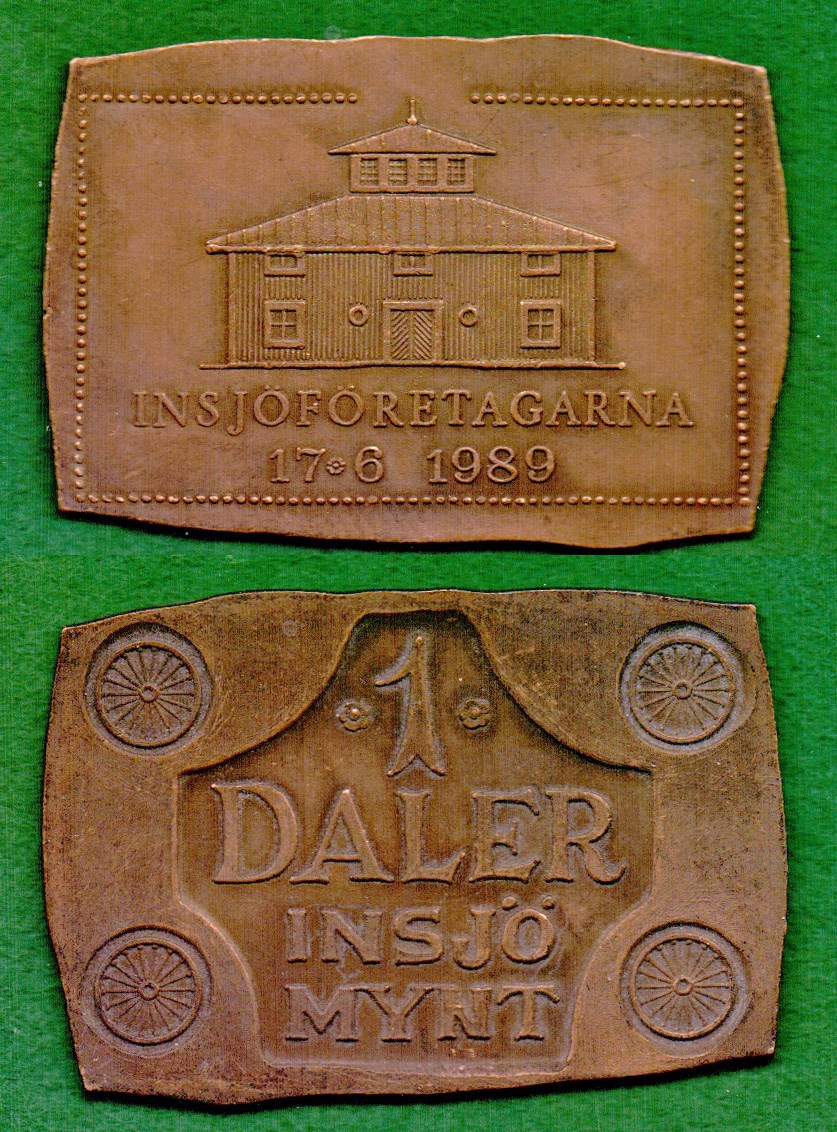 INSJÖFÖRETAGARNA
17 6 1989
1
DALER
INSJÖ
MYNT